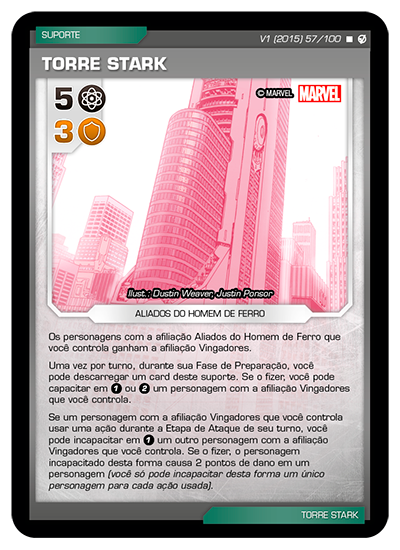 SUPORTE
V1 (2015) 57/100
TORRE STARK
5
3
© MARVEL MARVEL
Ilust.: Dustin Weaver, Justin Ponsor
ALIADOS DO HOMEM DE FERRO
Os personagens com a afiliação Aliados do Homem de Ferro que
você controla ganham a afiliação Vingadores.
Uma vez por turno, durante sua Fase de Preparação, você
pode descarregar um card deste suporte. Se o fizer, você pode
capacitar em 1 ou 2 um personagem com a afiliação Vingadores
que você controla.
Se um personagem com a afiliação Vingadores que você controla
usar uma ação durante a Etapa de Ataque de seu turno, você
pode incapacitar em 1 um outro personagem com a afiliação
Vingadores que você controla. Se o fizer, o personagem
incapacitado desta forma causa 2 pontos de dano em um
personagem (você só pode incapacitar desta forma um único
personagem para cada ação usada).
TORRE STARK